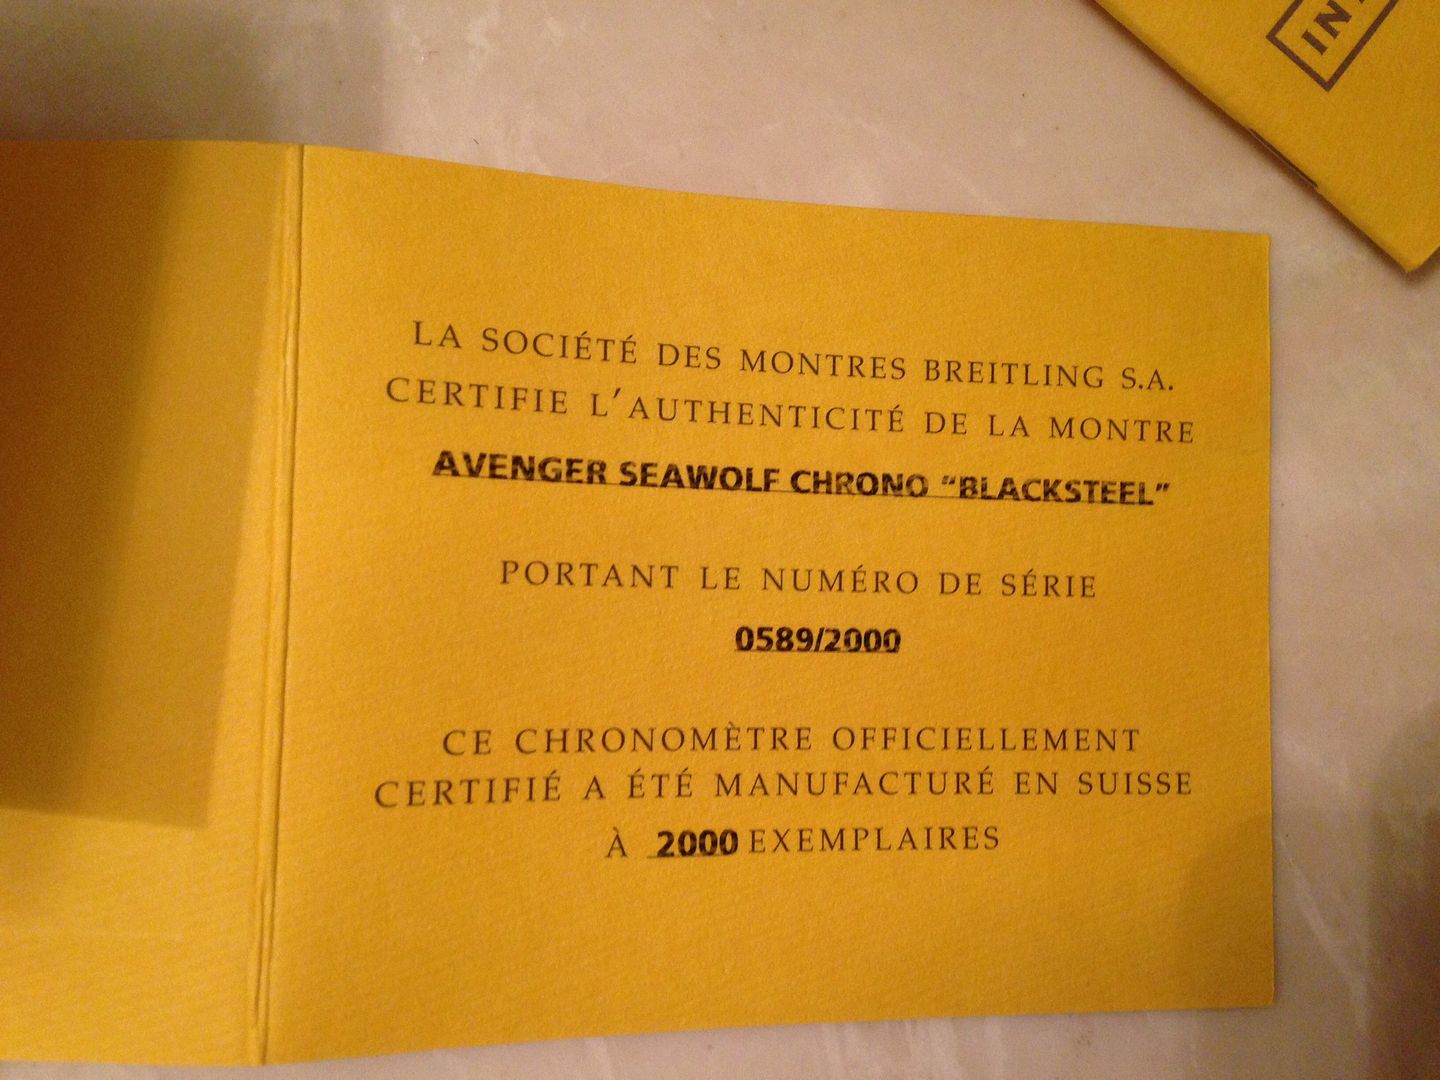 LA SOCIÉTÉ DES MONTRES BREITLING S.A.
CERTIFIE L'AUTHENTICITÉ DE LA MONTRE
AVENGER SEAWOLF CHRONO “BLACKSTEEL”
PORTANT LE NUMÉRO DE SÉRIE
0589/2000
CE CHRONOMÈTRE OFFICIELLEMENT
CERTIFIÉ A ÉTÉ MANUFACTURÉ EN SUISSE
À 2000 EXEMPLAIRES